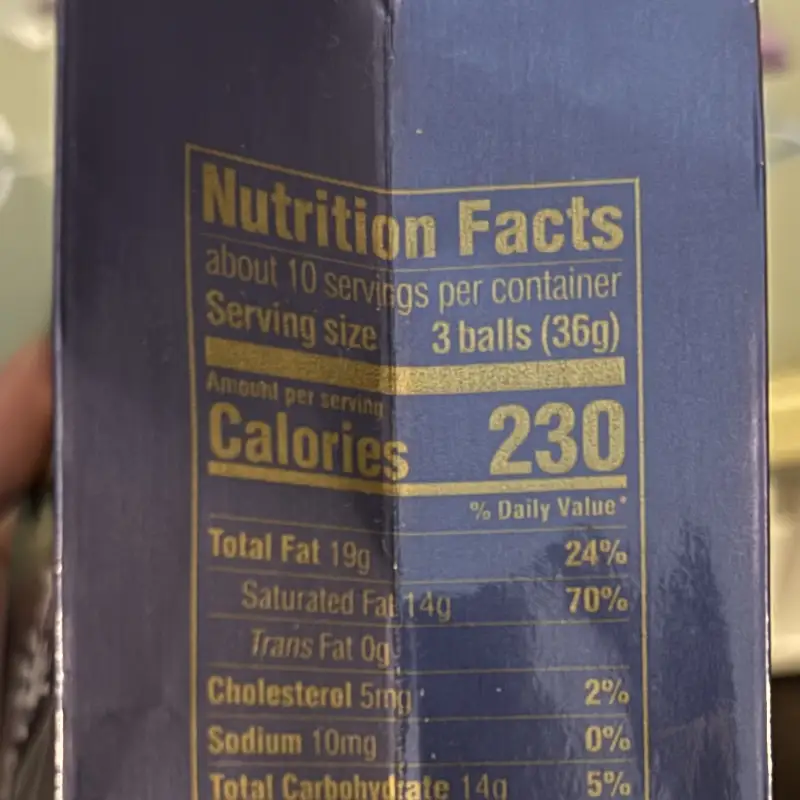 Nutrition Facts
about 10 servings per container
Serving size 3 balls (36g)
Amount per serving
Calories 230
% Daily Value*
Total Fat 19g 24%
Saturated Fat 14g 70%
Trans Fat 0g
Cholesterol 5mg 2%
Sodium 10mg 0%
Total Carbohydrate 14g 5%